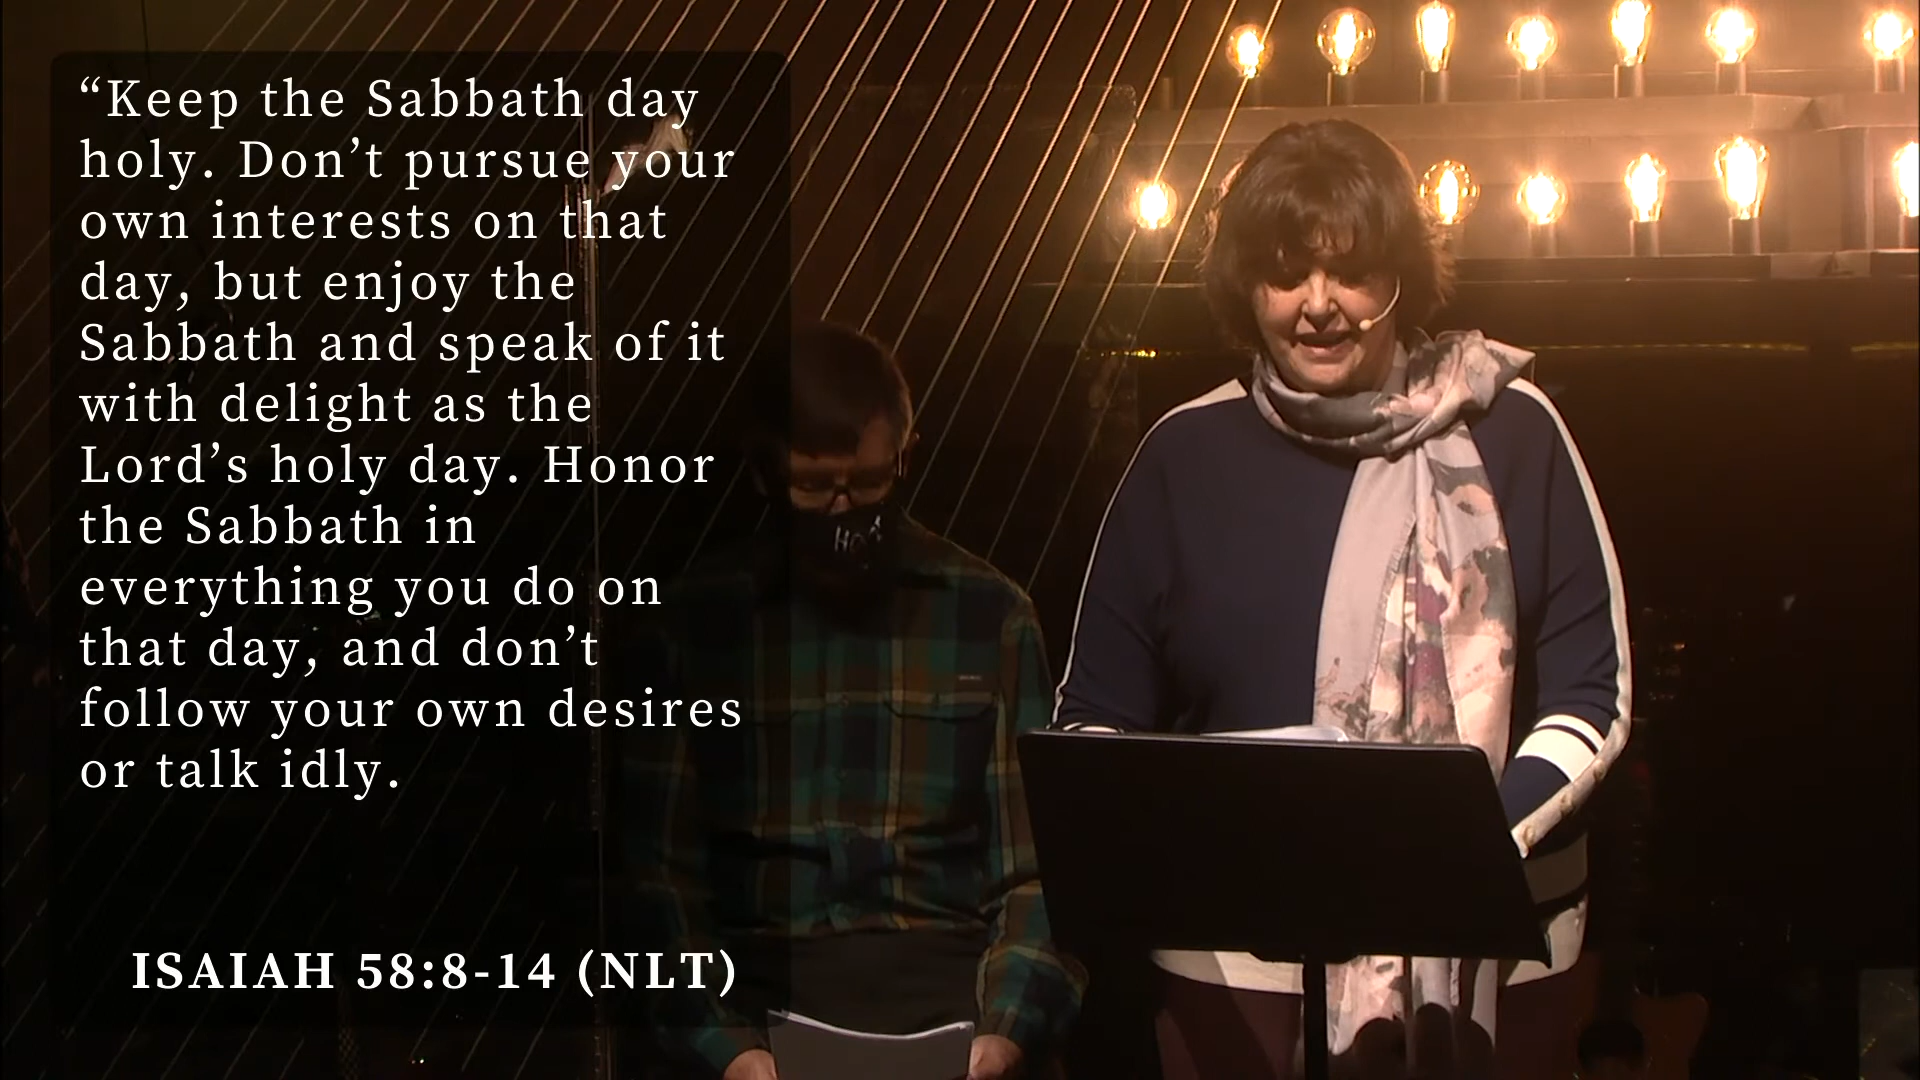 “Keep the Sabbath day
holy. Don’t pursue your
own interests on that
day, but enjoy the
Sabbath and speak of it
with delight as the
Lord’s holy day. Honor
the Sabbath in
everything you do on
that day, and don’t
follow your own desires
or talk idly.
ISAIAH 58:8-14 (NLT)